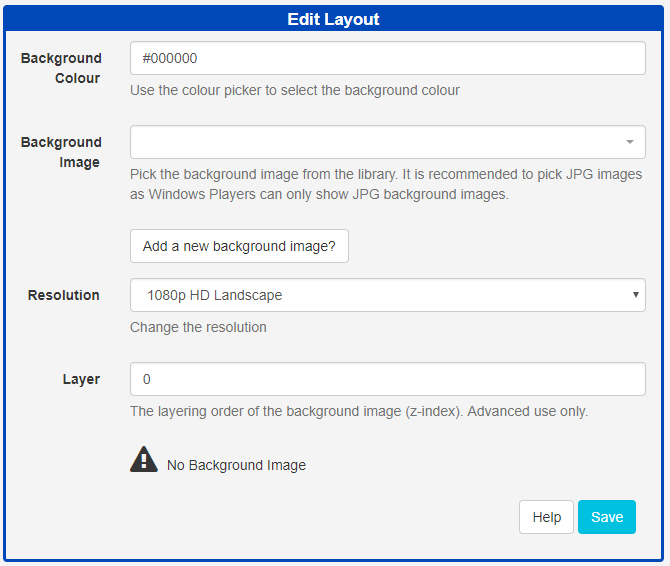 Edit Layout
Background
Colour
#000000
Use the colour picker to select the background colour
Background
Image
Pick the background image from the library. It is recommended to pick JPG images
as Windows Players can only show JPG background images.
Add a new background image?
Resolution
1080p HD Landscape
Change the resolution
Layer
0
The layering order of the background image (z-index). Advanced use only.
No Background Image
Help
Save